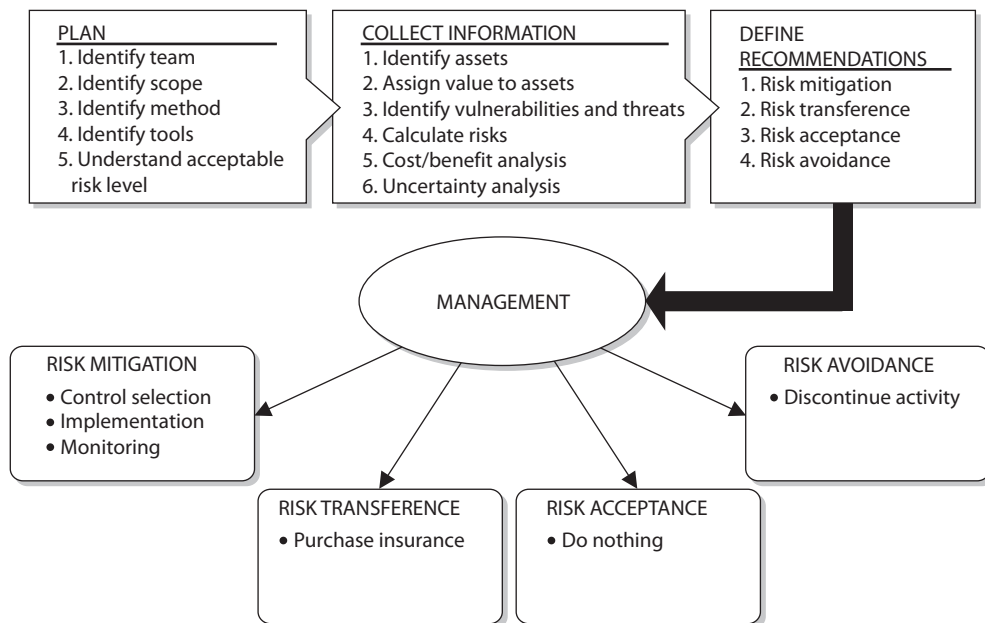 PLAN
1. Identify team
2. Identify scope
3. Identify method
4. Identify tools
5. Understand acceptable
risk level
COLLECT INFORMATION
1. Identify assets
2. Assign value to assets
3. Identify vulnerabilities and threats
4. Calculate risks
5. Cost/benefit analysis
6. Uncertainty analysis
DEFINE
RECOMMENDATIONS
1. Risk mitigation
2. Risk transference
3. Risk acceptance
4. Risk avoidance
MANAGEMENT
RISK MITIGATION
• Control selection
• Implementation
• Monitoring
RISK TRANSFERENCE
• Purchase insurance
RISK ACCEPTANCE
• Do nothing
RISK AVOIDANCE
• Discontinue activity